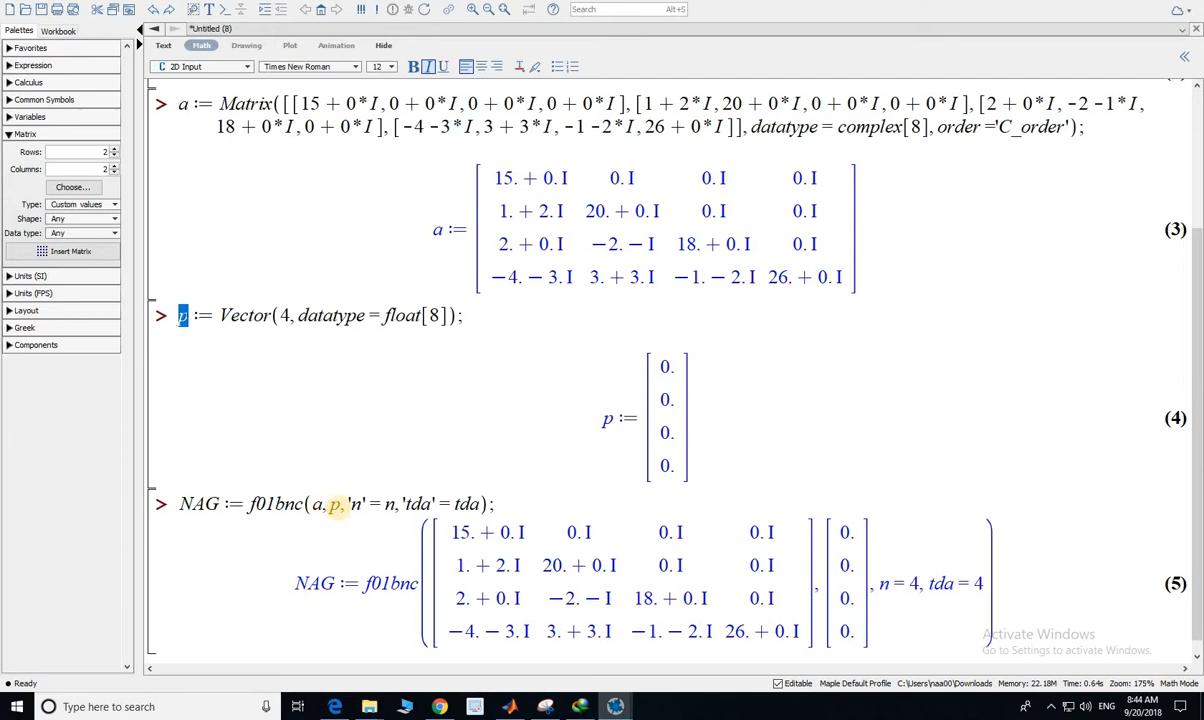 Search Alt+S
Palettes Workbook *Untitled (8)
Text Math Drawing Plot Animation Hide
C 2D Input Times New Roman 12 B I U
Favorites
Expression
Calculus
Common Symbols
Variables
Matrix
Rows: 2
Columns: 2
Choose...
Type: Custom values
Shape: Any
Data type: Any
Insert Matrix
Units (SI)
Units (FPS)
Layout
Greek
Components
> a := Matrix([[15 + 0*I, 0 + 0*I, 0 + 0*I, 0 + 0*I], [1 + 2*I, 20 + 0*I, 0 + 0*I, 0 + 0*I], [2 + 0*I, -2 -1*I,
18 + 0*I, 0 + 0*I], [-4 -3*I, 3 + 3*I, -1 -2*I, 26 + 0*I]], datatype = complex[8], order ='C_order');
15. + 0. I 0. I 0. I 0. I
1. + 2. I 20. + 0. I 0. I 0. I
a := (3)
2. + 0. I −2. − I 18. + 0. I 0. I
−4. − 3. I 3. + 3. I −1. − 2. I 26. + 0. I
> p := Vector(4, datatype = float[8]);
0.
0.
p := (4)
0.
0.
> NAG := f01bnc(a, p, 'n' = n, 'tda' = tda);
15. + 0. I 0. I 0. I 0. I 0.
1. + 2. I 20. + 0. I 0. I 0. I 0.
NAG := f01bnc , , n = 4, tda = 4 (5)
2. + 0. I −2. − I 18. + 0. I 0. I 0.
−4. − 3. I 3. + 3. I −1. − 2. I 26. + 0. I 0.
Activate Windows
Go to Settings to activate Windows.
Ready Editable Maple Default Profile C:\Users\naa00\Downloads Memory: 22.18M Time: 0.64s Zoom: 175% Math Mode
Type here to search ENG 8:44 AM
9/20/2018